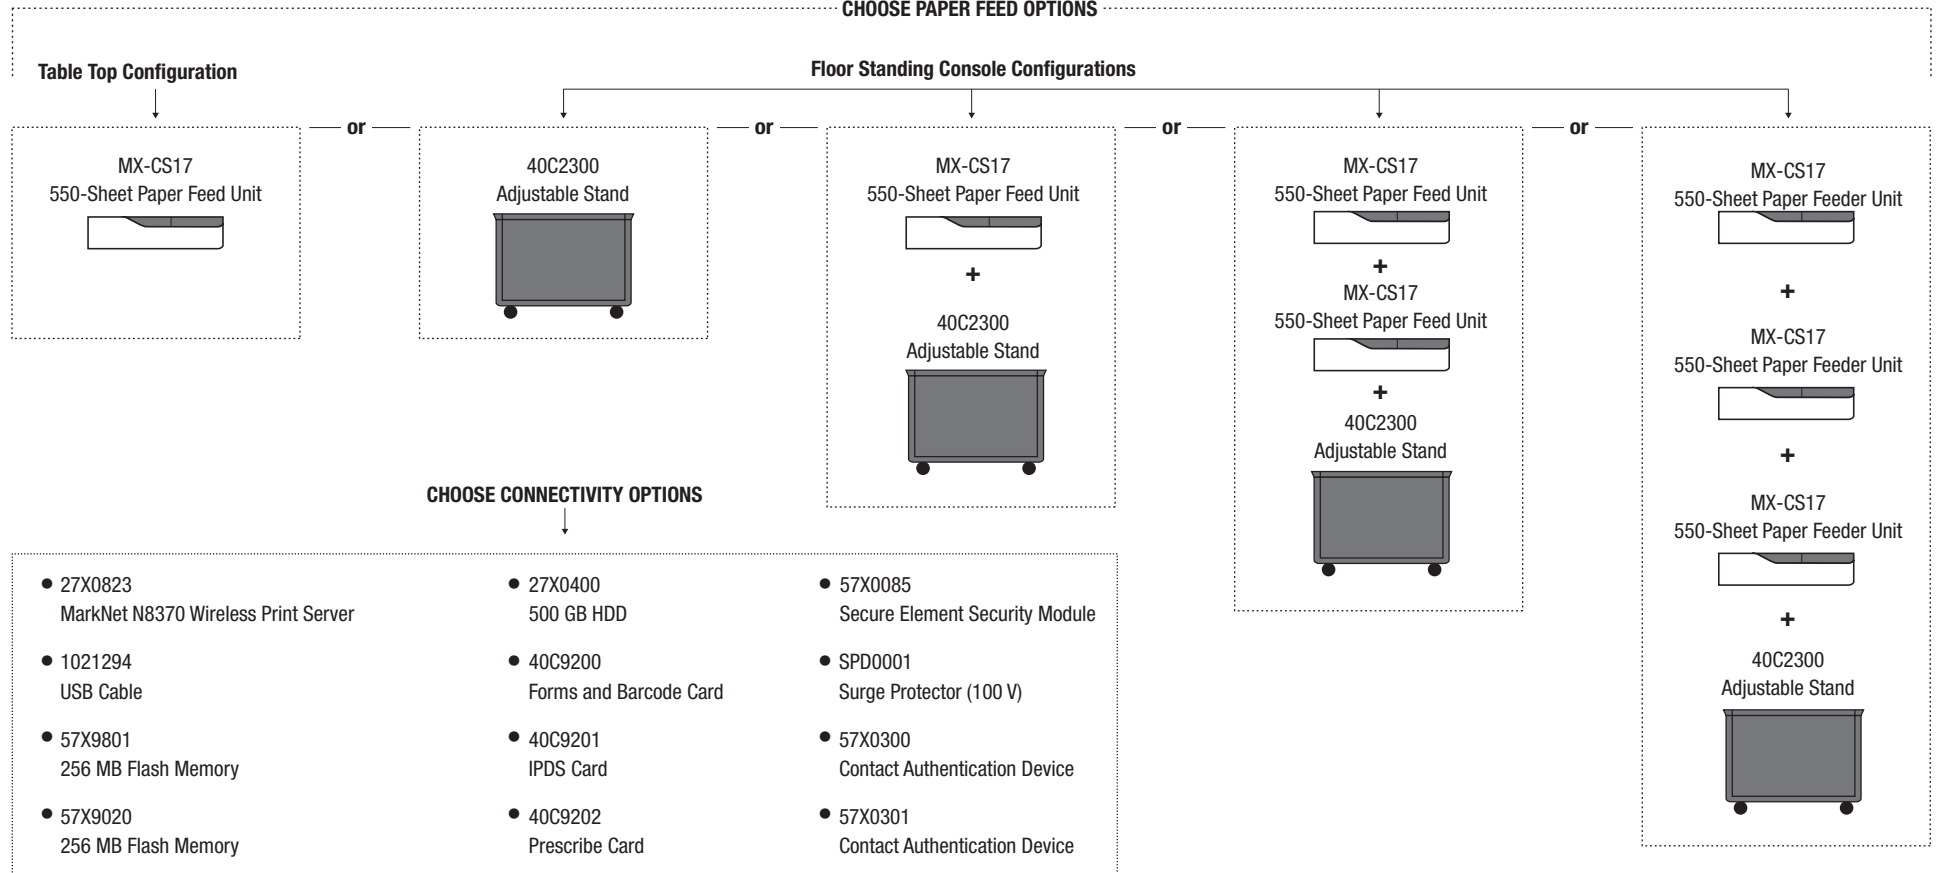 CHOOSE PAPER FEED OPTIONS
Table Top Configuration
Floor Standing Console Configurations
MX-CS17
550-Sheet Paper Feed Unit
or
40C2300
Adjustable Stand
or
MX-CS17
550-Sheet Paper Feed Unit
+
40C2300
Adjustable Stand
or
MX-CS17
550-Sheet Paper Feed Unit
+
MX-CS17
550-Sheet Paper Feed Unit
+
40C2300
Adjustable Stand
or
MX-CS17
550-Sheet Paper Feeder Unit
+
MX-CS17
550-Sheet Paper Feeder Unit
+
MX-CS17
550-Sheet Paper Feeder Unit
+
40C2300
Adjustable Stand
CHOOSE CONNECTIVITY OPTIONS
● 27X0823
MarkNet N8370 Wireless Print Server
● 1021294
USB Cable
● 57X9801
256 MB Flash Memory
● 57X9020
256 MB Flash Memory
● 27X0400
500 GB HDD
● 40C9200
Forms and Barcode Card
● 40C9201
IPDS Card
● 40C9202
Prescribe Card
● 57X0085
Secure Element Security Module
● SPD0001
Surge Protector (100 V)
● 57X0300
Contact Authentication Device
● 57X0301
Contact Authentication Device